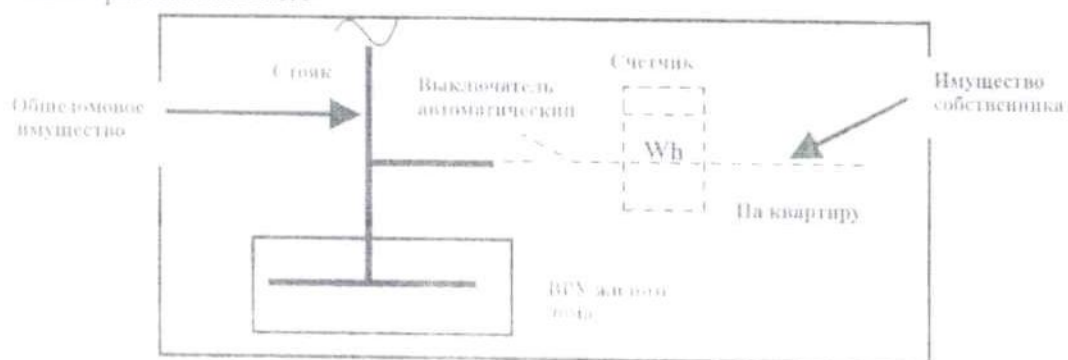 Стояк
Общедомовое
имущество
Выключатель
автоматический
Счетчик
Wh
Имущество
собственника
На квартиру
ВРУ жилого
дома